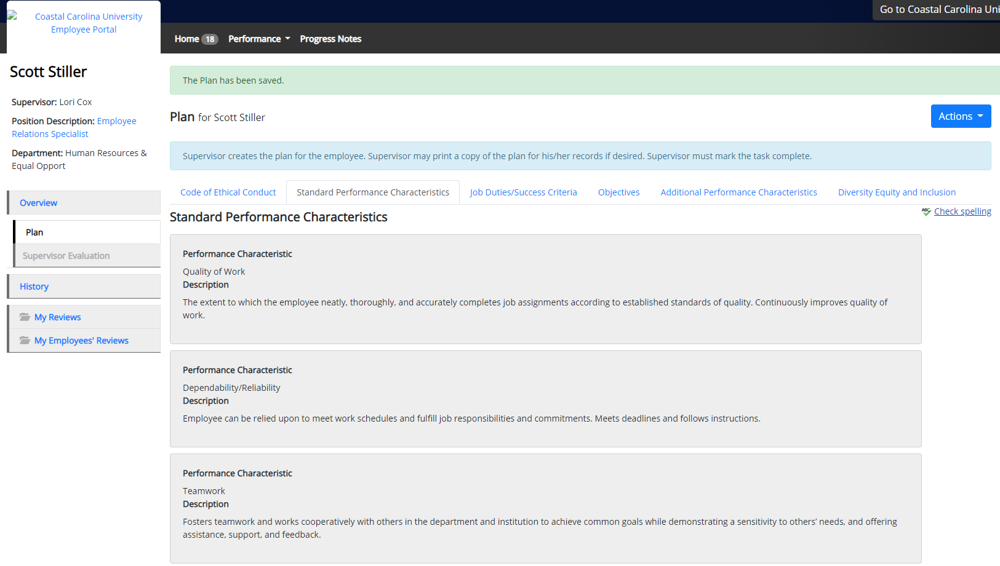 Go to Coastal Carolina Uni
Coastal Carolina University
Employee Portal
Home 18 Performance Progress Notes
Scott Stiller
Supervisor: Lori Cox
Position Description: Employee
Relations Specialist
Department: Human Resources &
Equal Opport
Overview
Plan
Supervisor Evaluation
History
My Reviews
My Employees' Reviews
The Plan has been saved.
Plan for Scott Stiller
Actions
Supervisor creates the plan for the employee. Supervisor may print a copy of the plan for his/her records if desired. Supervisor must mark the task complete.
Code of Ethical Conduct Standard Performance Characteristics Job Duties/Success Criteria Objectives Additional Performance Characteristics Diversity Equity and Inclusion
ABC Check spelling
Standard Performance Characteristics
Performance Characteristic
Quality of Work
Description
The extent to which the employee neatly, thoroughly, and accurately completes job assignments according to established standards of quality. Continuously improves quality of
work.
Performance Characteristic
Dependability/Reliability
Description
Employee can be relied upon to meet work schedules and fulfill job responsibilities and commitments. Meets deadlines and follows instructions.
Performance Characteristic
Teamwork
Description
Fosters teamwork and works cooperatively with others in the department and institution to achieve common goals while demonstrating a sensitivity to others’ needs, and offering
assistance, support, and feedback.